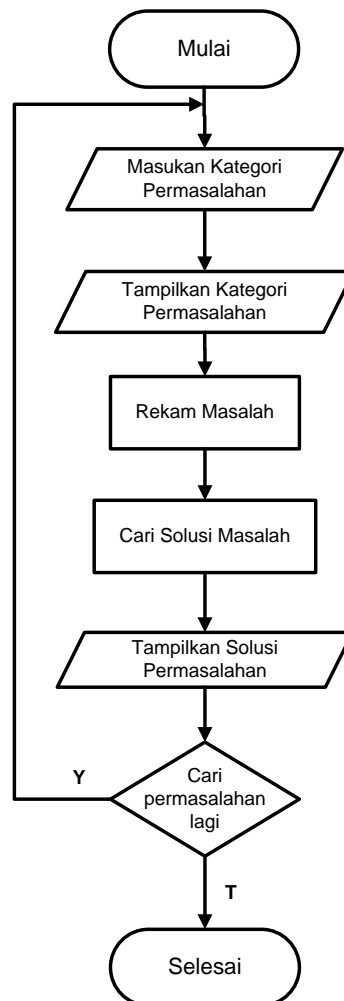 Mulai
Masukan Kategori
Permasalahan
Tampilkan Kategori
Permasalahan
Rekam Masalah
Cari Solusi Masalah
Tampilkan Solusi
Permasalahan
Y
Cari
permasalahan
lagi
T
Selesai